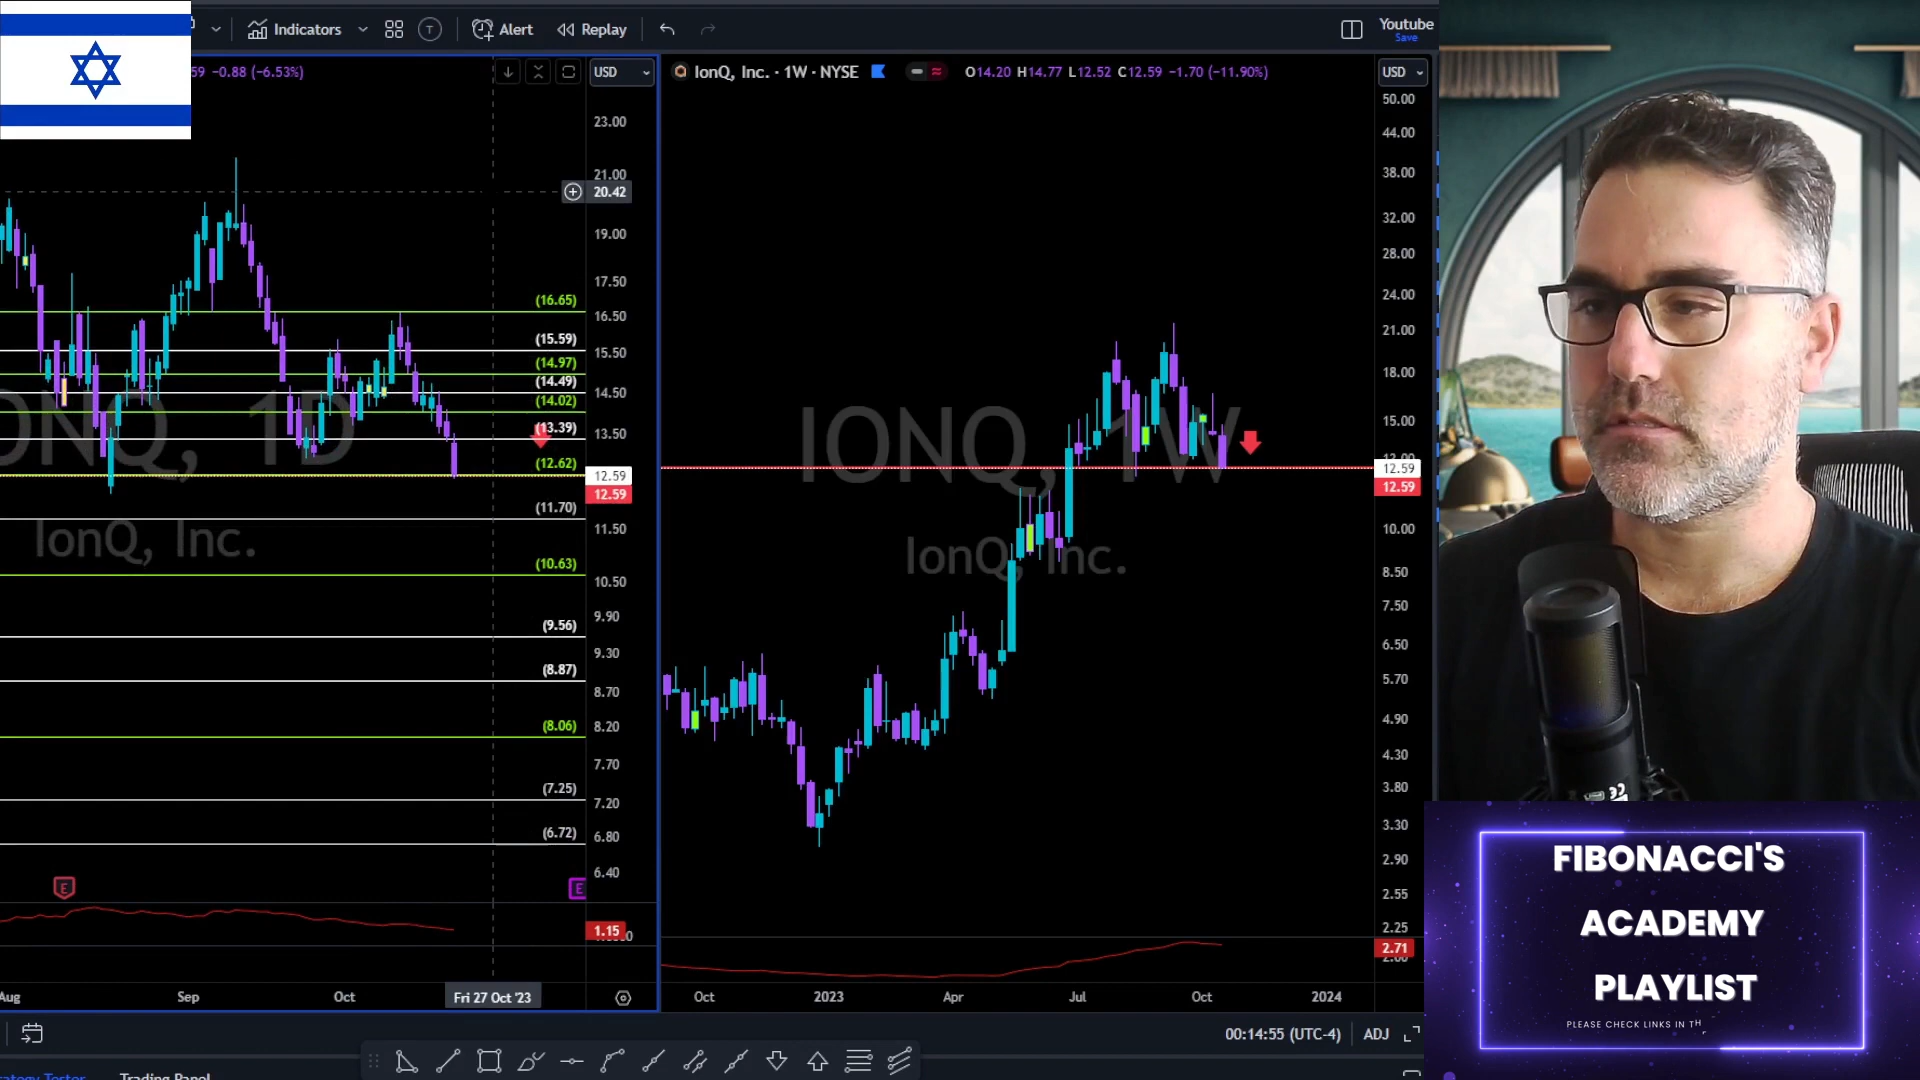 Indicators
T
Alert
Replay
Youtube
Save
59 −0.88 (−6.53%)
USD
IonQ, Inc. · 1W · NYSE
O14.20 H14.77 L12.52 C12.59 −1.70 (−11.90%)
USD
23.00
21.00
20.42
19.00
17.50
16.50
15.50
14.50
13.50
12.59
12.59
11.50
10.50
9.90
9.30
8.70
8.20
7.70
7.20
6.80
6.40
1.15
(16.65)
(15.59)
(14.97)
(14.49)
(14.02)
(13.39)
(12.62)
(11.70)
(10.63)
(9.56)
(8.87)
(8.06)
(7.25)
(6.72)
ONQ, 1D
IonQ, Inc.
E
E
Aug
Sep
Oct
Fri 27 Oct '23
IONQ, 1W
IonQ, Inc.
50.00
44.00
38.00
32.00
28.00
24.00
21.00
18.00
15.00
12.59
12.59
10.00
8.50
7.50
6.50
5.70
4.90
4.30
3.80
3.30
2.90
2.55
2.25
2.71
Oct
2023
Apr
Jul
Oct
2024
00:14:55 (UTC-4)
ADJ
Trading Panel
FIBONACCI'S
ACADEMY
PLAYLIST
PLEASE CHECK LINKS IN TH